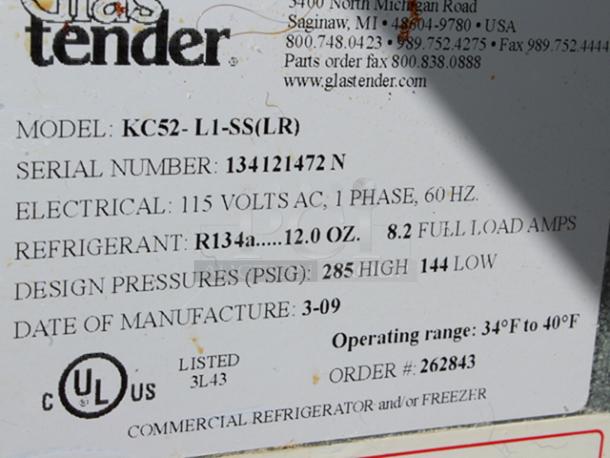 Glas
tender®
5400 North Michigan Road
Saginaw, MI • 48604-9780 • USA
800.748.0423 • 989.752.4275 • Fax 989.752.4444
Parts order fax 800.838.0888
www.glastender.com
MODEL: KC52- L1-SS(LR)
SERIAL NUMBER: 134121472 N
ELECTRICAL: 115 VOLTS AC, 1 PHASE, 60 HZ.
REFRIGERANT: R134a.....12.0 OZ. 8.2 FULL LOAD AMPS
DESIGN PRESSURES (PSIG): 285 HIGH 144 LOW
DATE OF MANUFACTURE: 3-09
Operating range: 34°F to 40°F
C UL US
LISTED
3L43
ORDER #: 262843
COMMERCIAL REFRIGERATOR and/or FREEZER